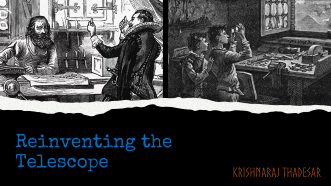 Reinventing the
Telescope
KRISHNARAJ THADESAR